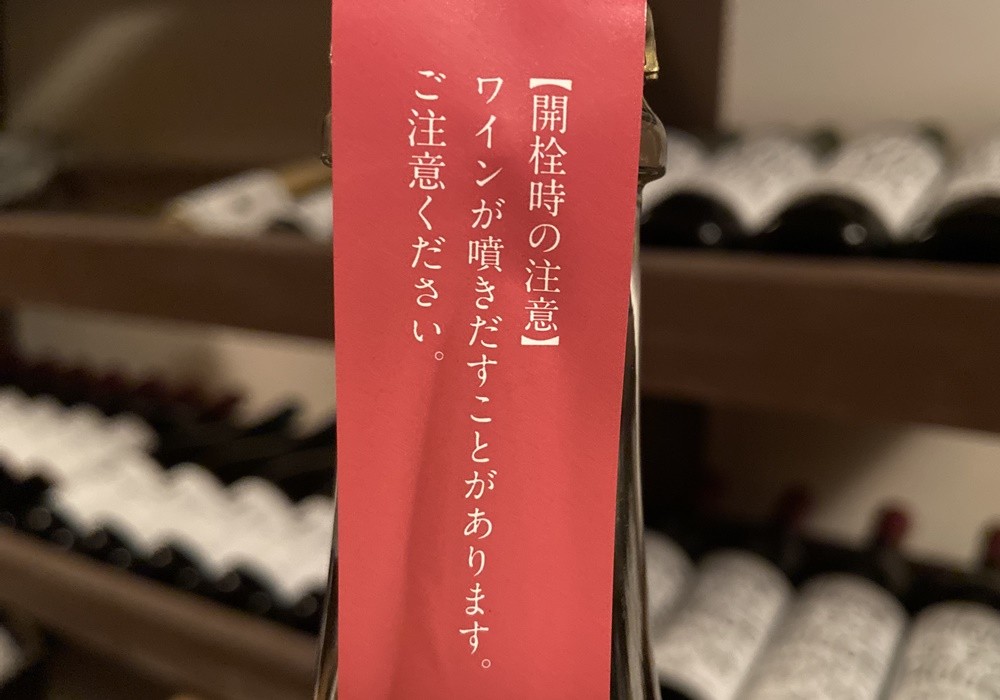 【開栓時の注意】
ワインが噴きだすことがあります。
ご注意ください。